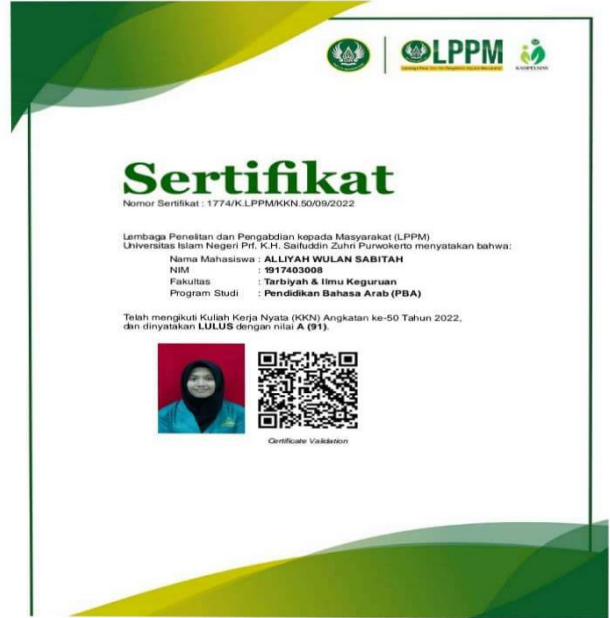 OLPPM
KAMPELMAS
Sertifikat
Nomor Sertifikat : 1774/K.LPPM/KKN.50/09/2022
Lembaga Penelitan dan Pengabdian kepada Masyarakat (LPPM)
Universitas Islam Negeri Prf. K.H. Saifuddin Zuhri Purwokerto menyatakan bahwa:
Nama Mahasiswa : ALLIYAH WULAN SABITAH
NIM : 1917403008
Fakultas : Tarbiyah & Ilmu Keguruan
Program Studi : Pendidikan Bahasa Arab (PBA)
Telah mengikuti Kuliah Kerja Nyata (KKN) Angkatan ke-50 Tahun 2022,
dan dinyatakan LULUS dengan nilai A (91).
Certificate Validation